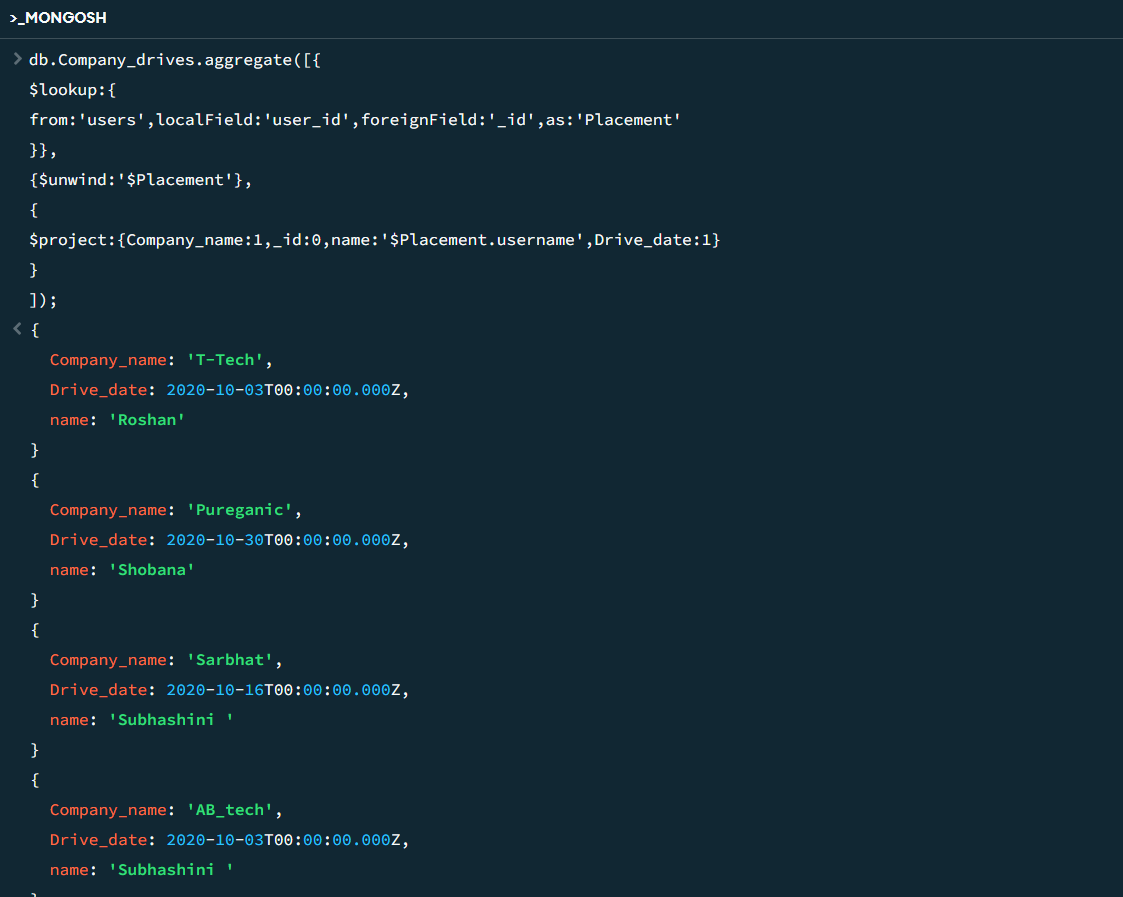 >_MONGOSH
> db.Company_drives.aggregate([{
$lookup:{
from:'users',localField:'user_id',foreignField:'_id',as:'Placement'
}},
{$unwind:'$Placement'},
{
$project:{Company_name:1,_id:0,name:'$Placement.username',Drive_date:1}
}
]);
< {
Company_name: 'T-Tech',
Drive_date: 2020-10-03T00:00:00.000Z,
name: 'Roshan'
}
{
Company_name: 'Pureganic',
Drive_date: 2020-10-30T00:00:00.000Z,
name: 'Shobana'
}
{
Company_name: 'Sarbhat',
Drive_date: 2020-10-16T00:00:00.000Z,
name: 'Subhashini '
}
{
Company_name: 'AB_tech',
Drive_date: 2020-10-03T00:00:00.000Z,
name: 'Subhashini '
}